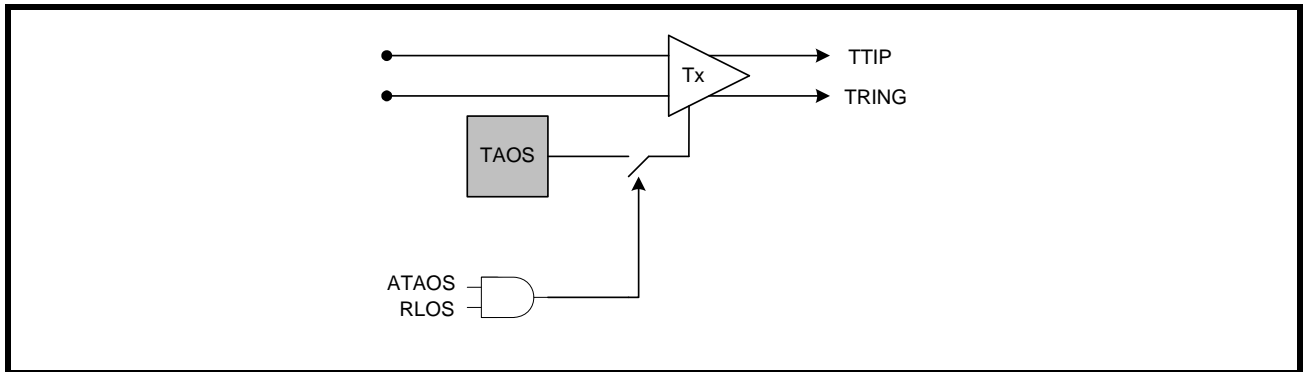 Tx
TTIP
TRING
TAOS
ATAOS
RLOS